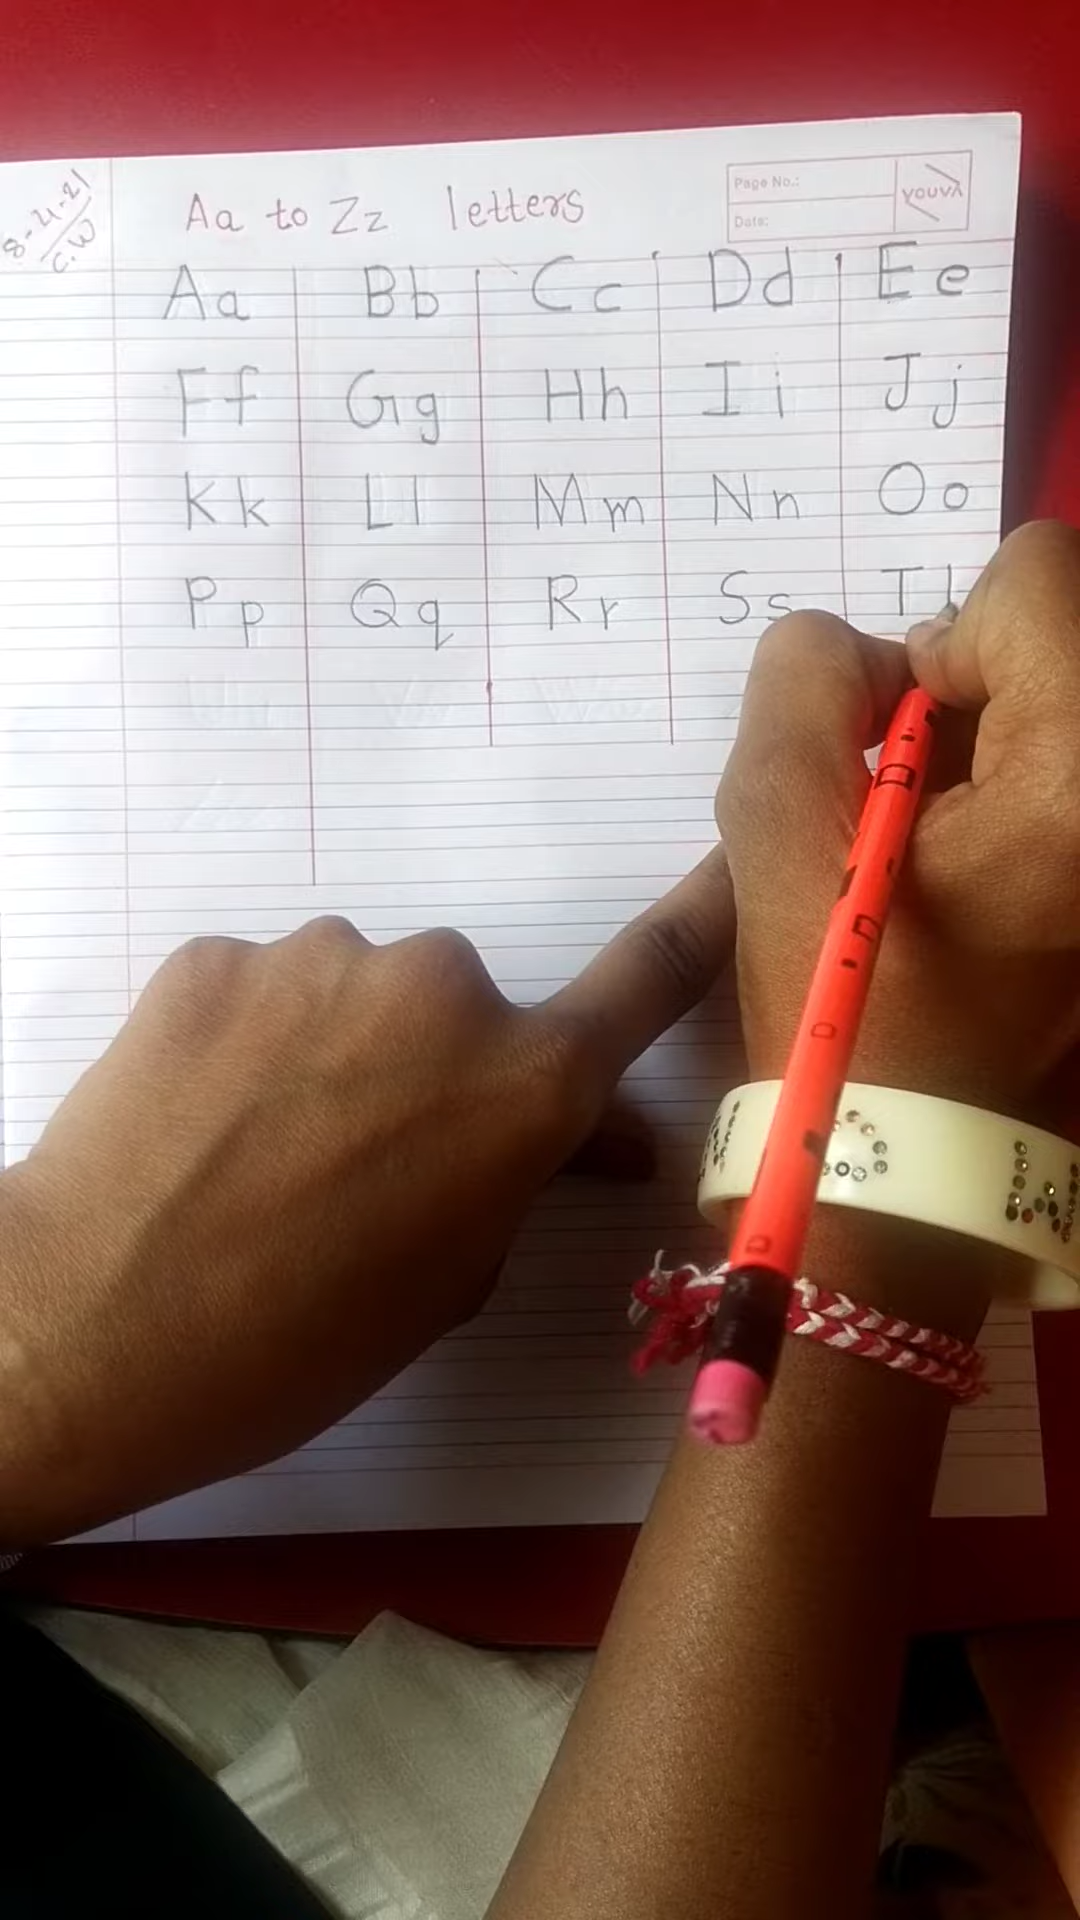 8-4-21
C.W
Aa to Zz letters
Page No.:
Date:
YOUVA
Aa Bb Cc Dd Ee
Ff Gg Hh Ii Jj
Kk Ll Mm Nn Oo
Pp Qq Rr Ss T